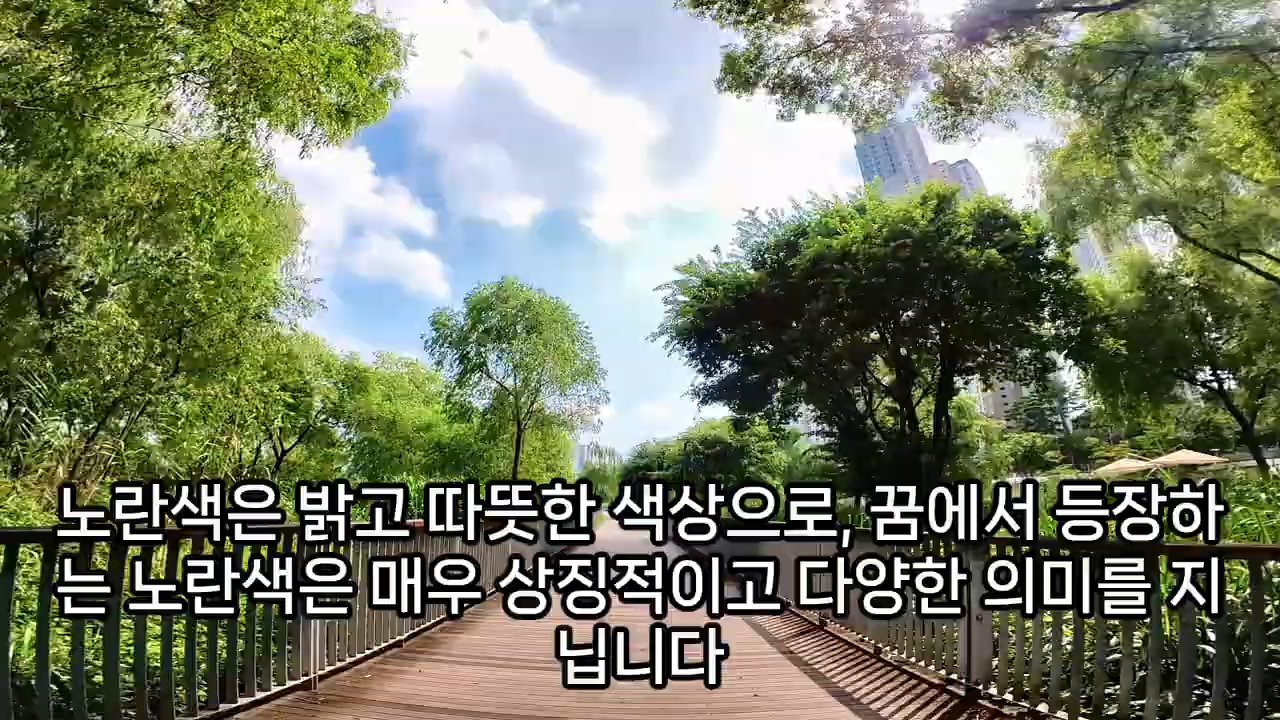 노란색은 밝고 따뜻한 색상으로, 꿈에서 등장하
는 노란색은 매우 상징적이고 다양한 의미를 지
닙니다